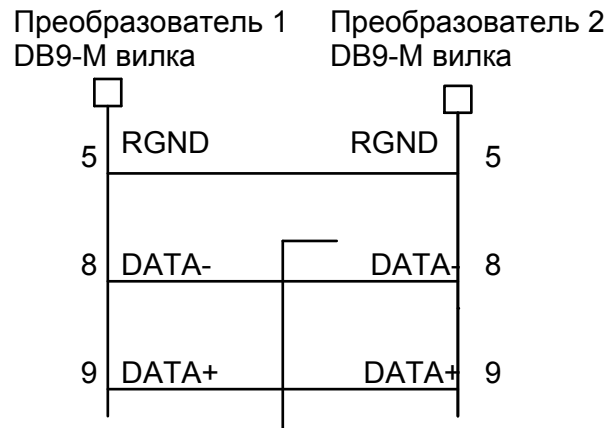 Преобразователь 1 Преобразователь 2
DB9-M вилка DB9-M вилка
5 RGND RGND 5
8 DATA- DATA- 8
9 DATA+ DATA+ 9